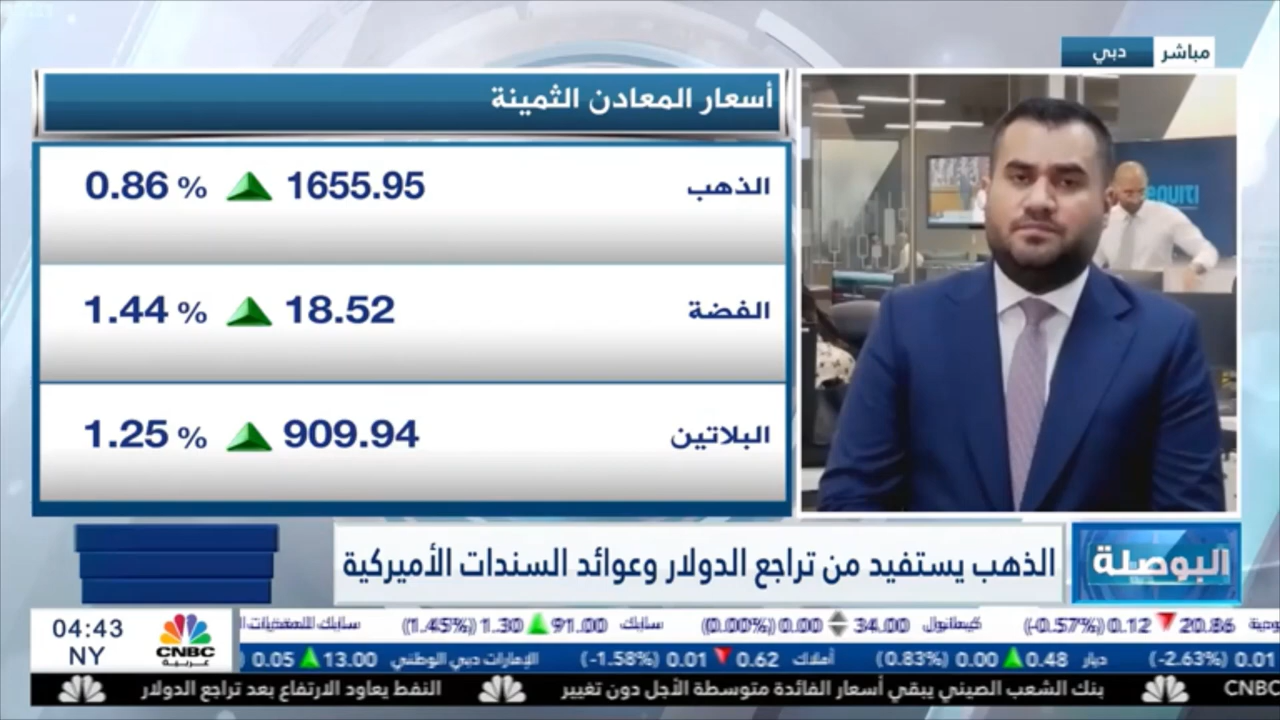 مباشر دبي
أسعار المعادن الثمينة
الذهب 1655.95 0.86 %
الفضة 18.52 1.44 %
البلاتين 909.94 1.25 %
equiti
البوصلة
الذهب يستفيد من تراجع الدولار وعوائد السندات الأميركية
04:43
NY
CNBC
عربية
20.86 0.12 (-0.57%) كيمانول 34.00 0.00 (0.00%) سابك 91.00 1.30 (1.45%)
0.01 (-2.63%) ديار 0.48 0.00 (0.83%) أملاك 0.62 0.01 (-1.58%) الإمارات دبي الوطني 13.00 0.05
CNBC بنك الشعب الصيني يبقي أسعار الفائدة متوسطة الأجل دون تغيير النفط يعاود الارتفاع بعد تراجع الدولار